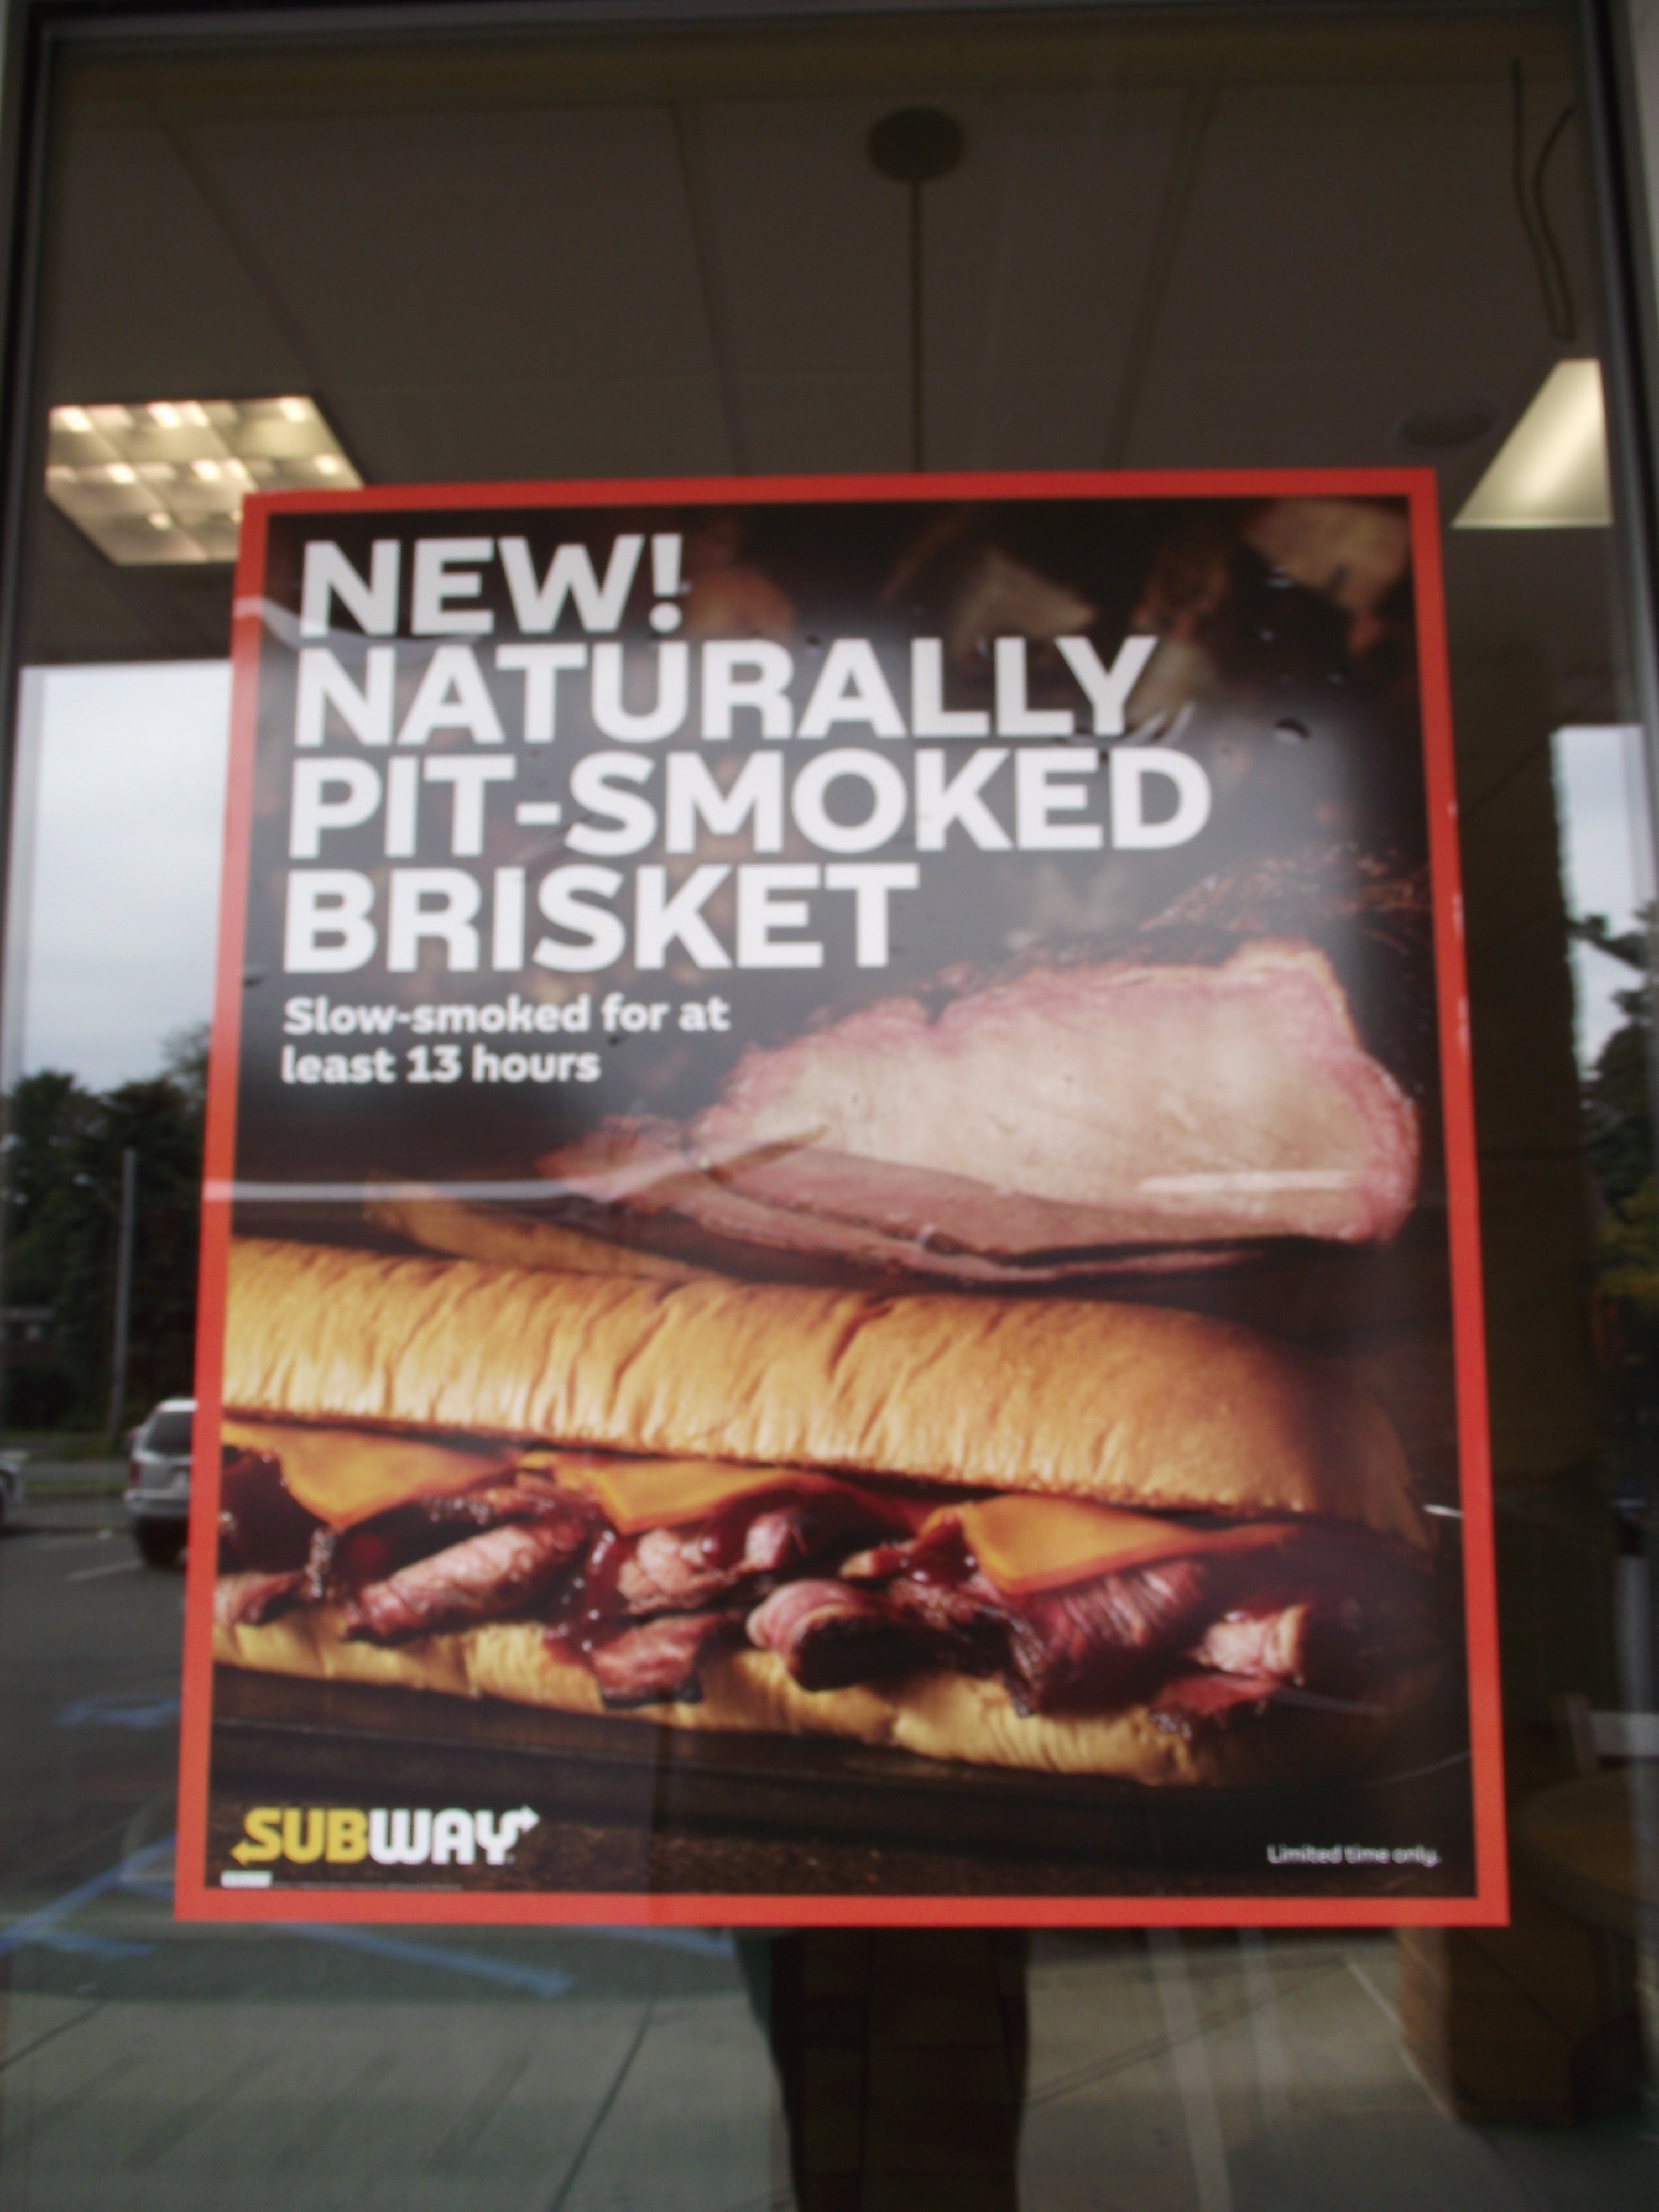 NEW!
NATURALLY
PIT-SMOKED
BRISKET
Slow-smoked for at
least 13 hours
SUBWAY
Limited time only.